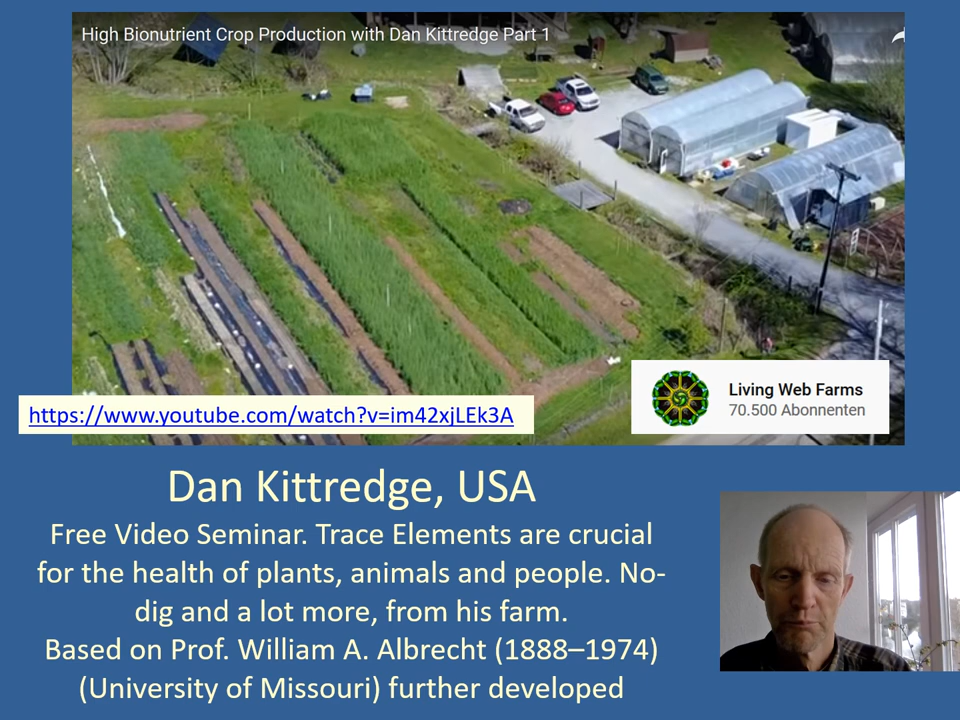 High Bionutrient Crop Production with Dan Kittredge Part 1
Living Web Farms
70.500 Abonnenten
https://www.youtube.com/watch?v=im42xjLEk3A
Dan Kittredge, USA
Free Video Seminar. Trace Elements are crucial
for the health of plants, animals and people. No-
dig and a lot more, from his farm.
Based on Prof. William A. Albrecht (1888–1974)
(University of Missouri) further developed